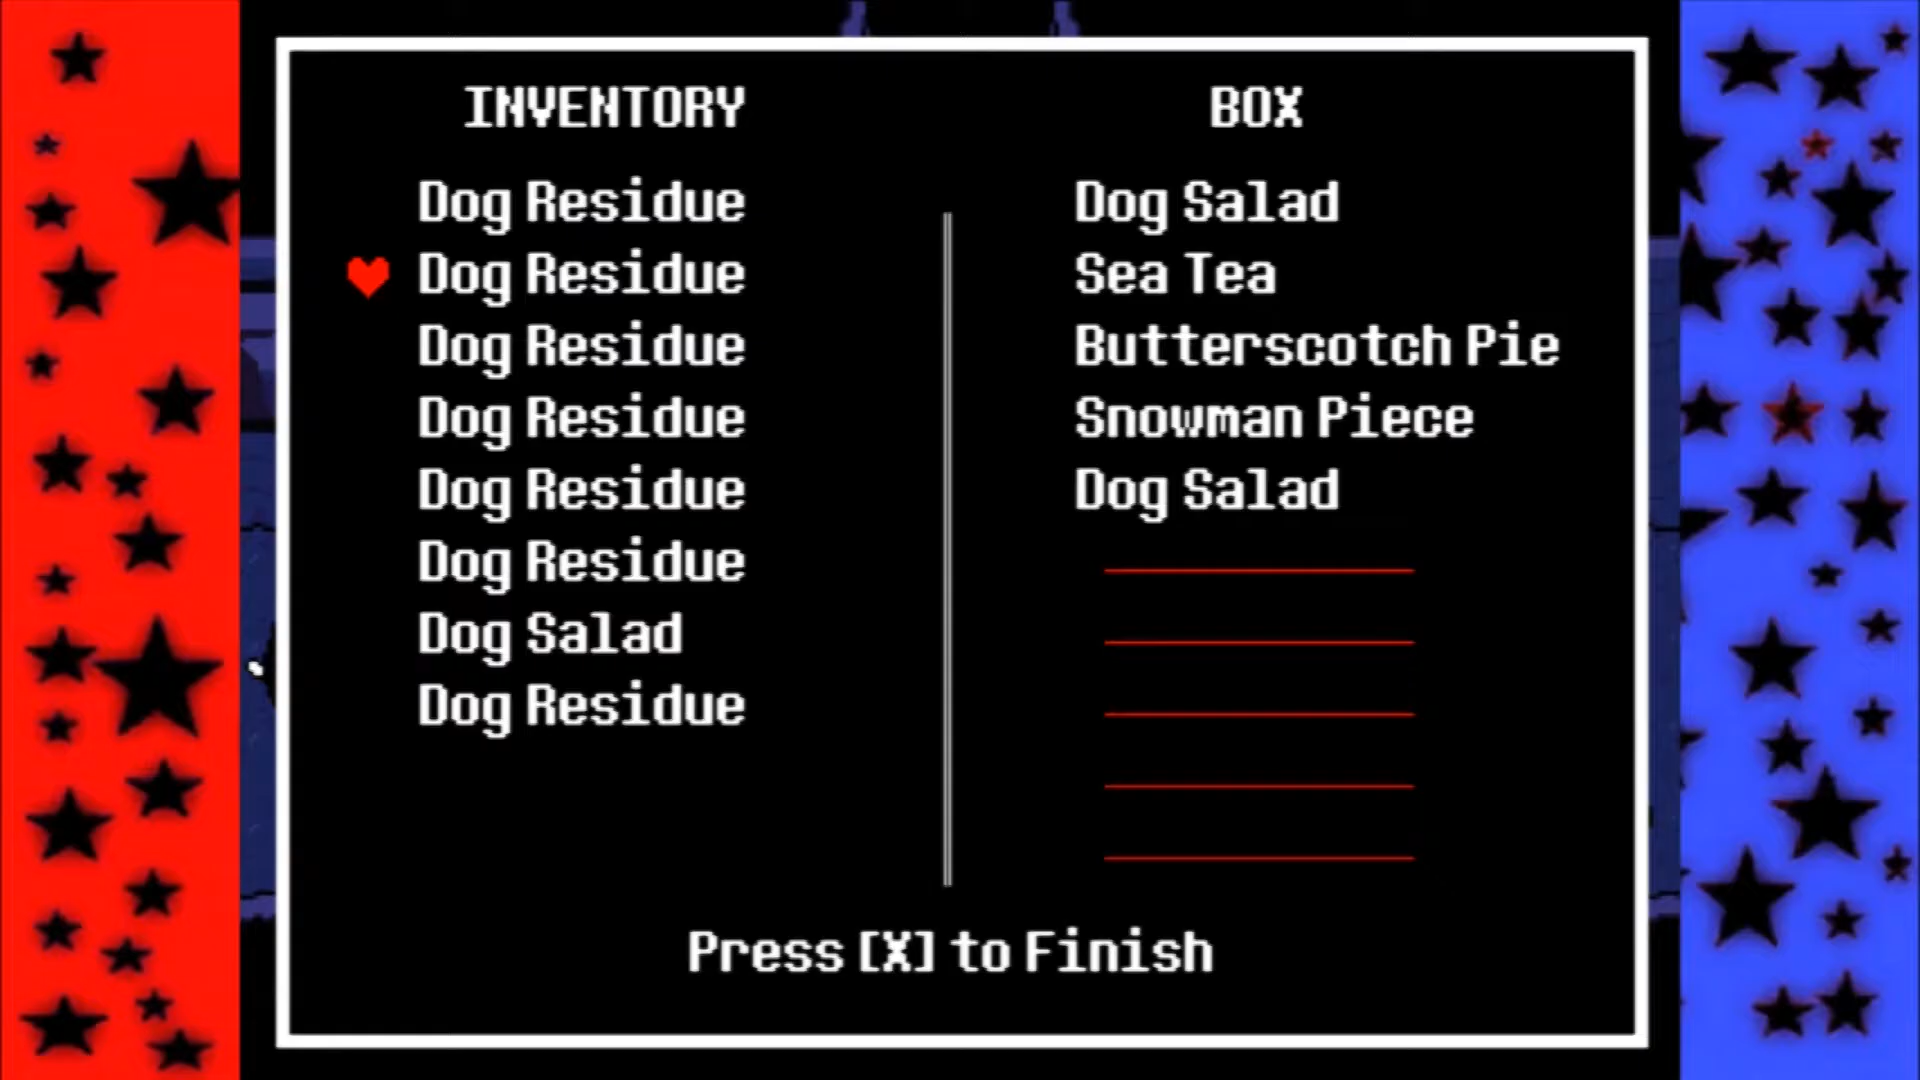 INVENTORY
Dog Residue
Dog Residue
Dog Residue
Dog Residue
Dog Residue
Dog Residue
Dog Salad
Dog Residue
BOX
Dog Salad
Sea Tea
Butterscotch Pie
Snowman Piece
Dog Salad
Press [X] to Finish